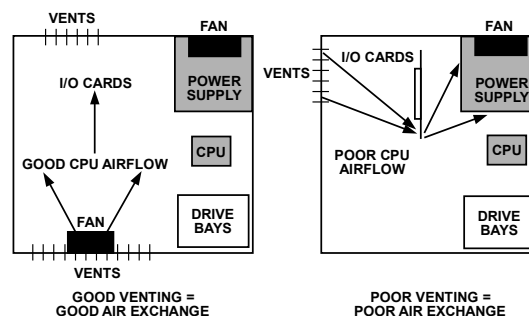 VENTS
FAN
I/O CARDS
POWER
SUPPLY
CPU
GOOD CPU AIRFLOW
FAN
DRIVE
BAYS
VENTS
GOOD VENTING =
GOOD AIR EXCHANGE
FAN
I/O CARDS
VENTS
POWER
SUPPLY
CPU
POOR CPU
AIRFLOW
DRIVE
BAYS
POOR VENTING =
POOR AIR EXCHANGE